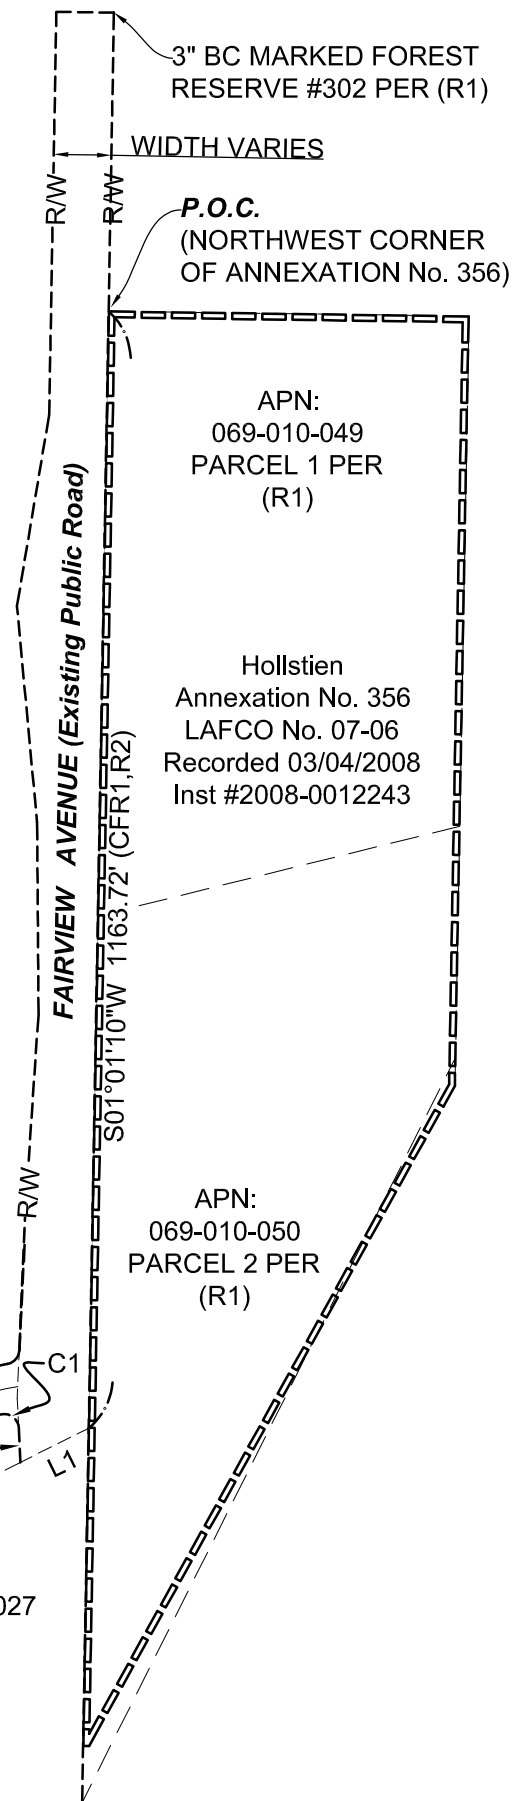 3" BC MARKED FOREST
RESERVE #302 PER (R1)
WIDTH VARIES
R/W
R/W
P.O.C.
(NORTHWEST CORNER
OF ANNEXATION No. 356)
APN:
069-010-049
PARCEL 1 PER
(R1)
FAIRVIEW AVENUE (Existing Public Road)
Hollstien
Annexation No. 356
LAFCO No. 07-06
Recorded 03/04/2008
Inst #2008-0012243
S01°01'10"W 1163.72' (CFR1,R2)
R/W
APN:
069-010-050
PARCEL 2 PER
(R1)
C1
L1
027